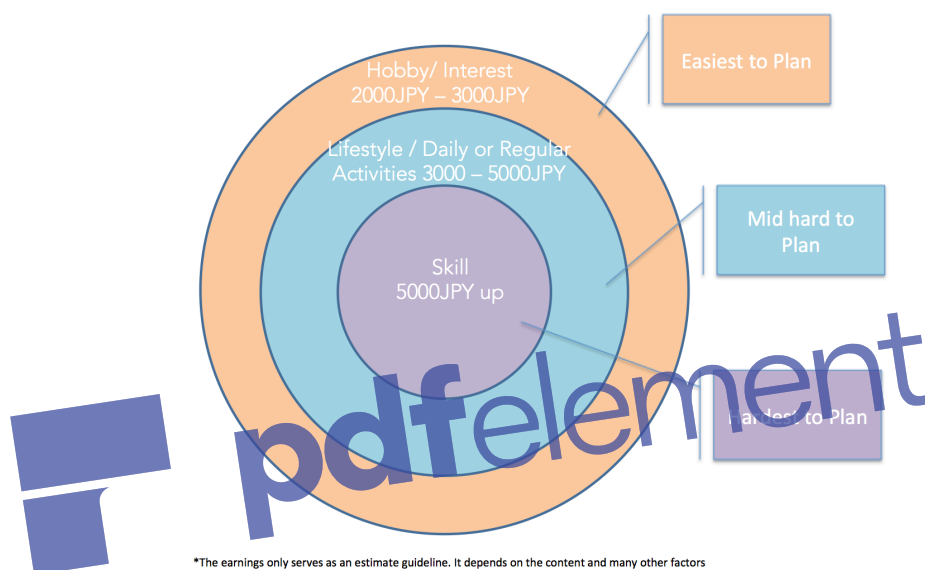 Hobby/ Interest
2000JPY – 3000JPY
Easiest to Plan
Lifestyle / Daily or Regular
Activities 3000 – 5000JPY
Mid hard to
Plan
Skill
5000JPY up
Hardest to Plan
pdfelement
*The earnings only serves as an estimate guideline. It depends on the content and many other factors